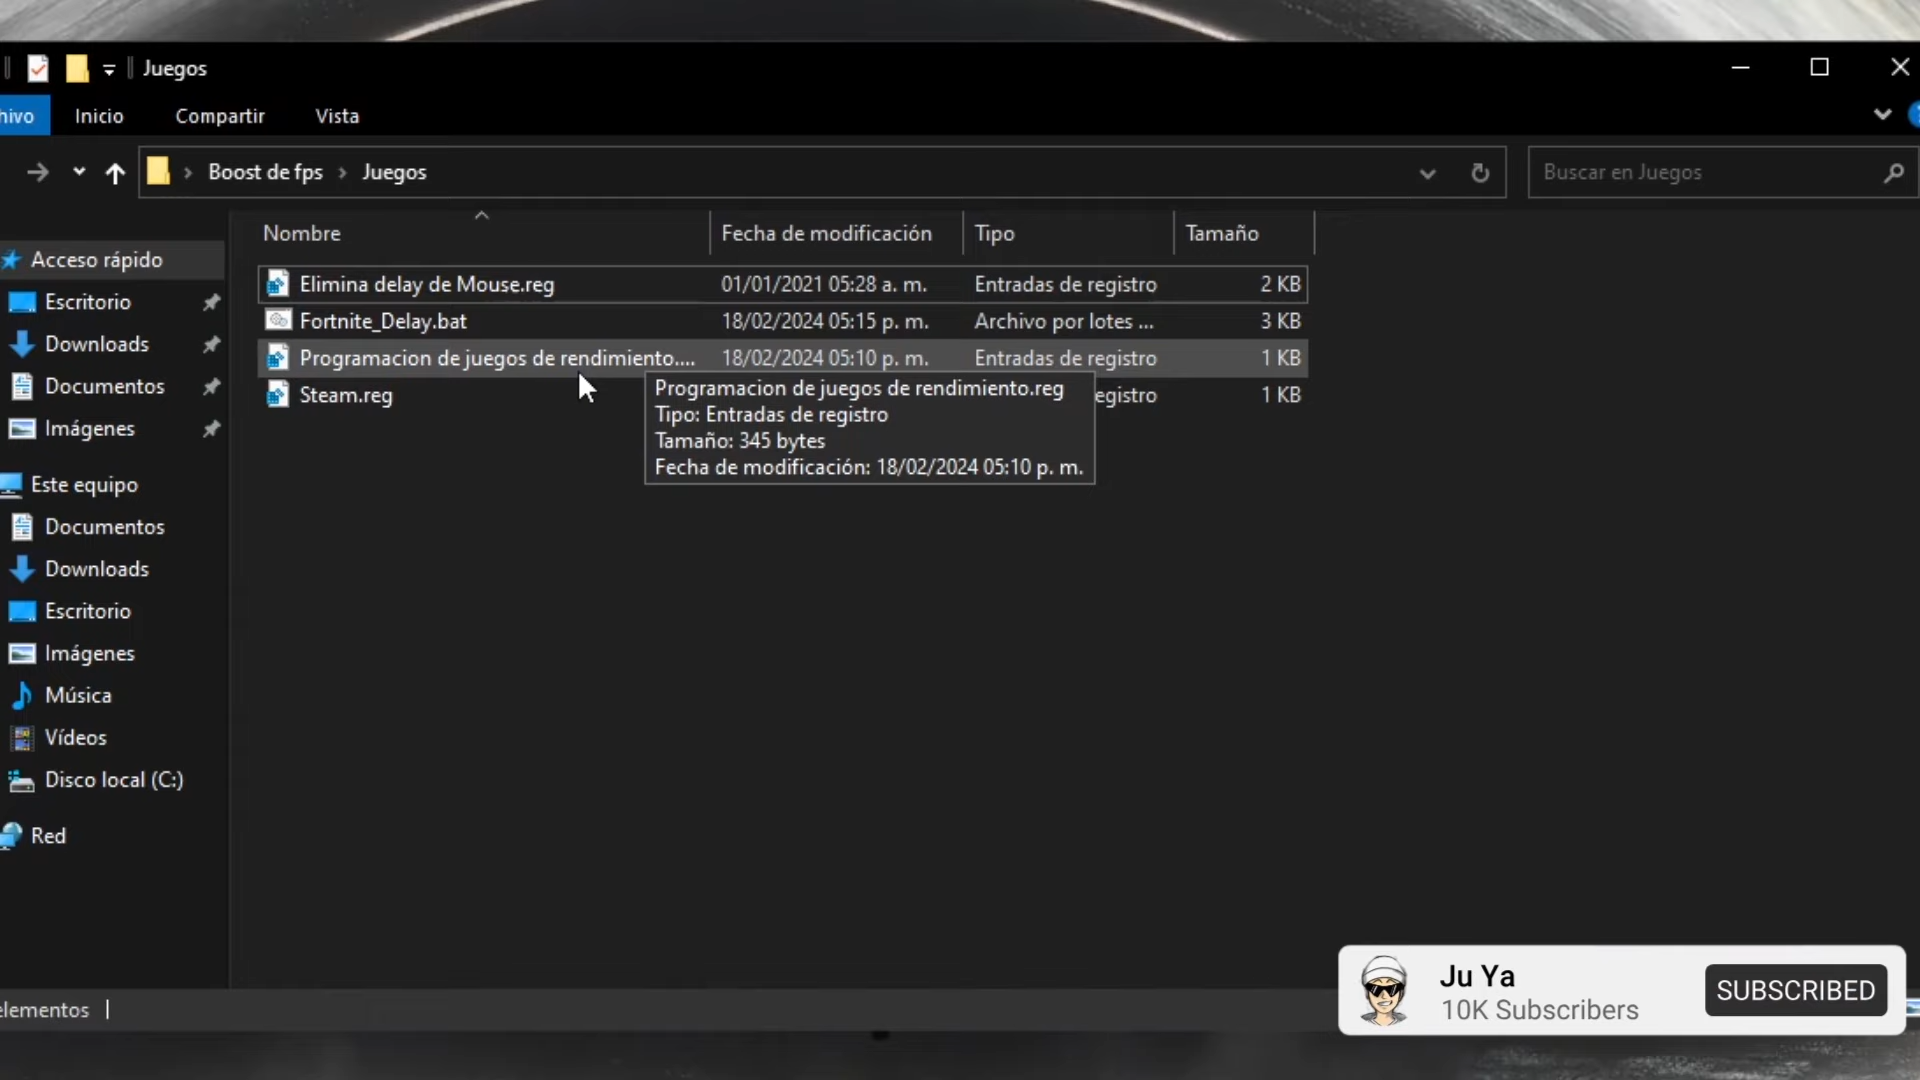 Juegos
hivo Inicio Compartir Vista
Boost de fps › Juegos
Buscar en Juegos
Nombre Fecha de modificación Tipo Tamaño
Elimina delay de Mouse.reg 01/01/2021 05:28 a. m. Entradas de registro 2 KB
Fortnite_Delay.bat 18/02/2024 05:15 p. m. Archivo por lotes ... 3 KB
Programacion de juegos de rendimiento.... 18/02/2024 05:10 p. m. Entradas de registro 1 KB
Steam.reg egistro 1 KB
Programacion de juegos de rendimiento.reg
Tipo: Entradas de registro
Tamaño: 345 bytes
Fecha de modificación: 18/02/2024 05:10 p. m.
Acceso rápido
Escritorio
Downloads
Documentos
Imágenes
Este equipo
Documentos
Downloads
Escritorio
Imágenes
Música
Vídeos
Disco local (C:)
Red
elementos
Ju Ya
10K Subscribers
SUBSCRIBED